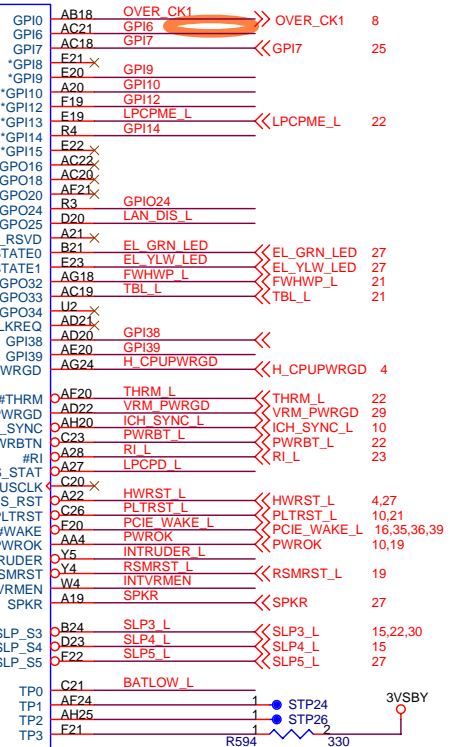 GPI0 AB18 OVER_CK1 OVER_CK1 8
GPI6 AC21 GPI6
GPI7 AC18 GPI7 GPI7 25
*GPI8 E21
*GPI9 E20 GPI9
*GPI10 A20 GPI10
*GPI12 F19 GPI12
*GPI13 E19 LPCPME_L LPCPME_L 22
*GPI14 R4 GPI14
*GPI15 E22
GPO16 AC22
GPO18 AC20
GPO20 AF21
GPO24 R3 GPIO24
GPO25 D20 LAN_DIS_L
_RSVD A21
STATE0 B21 EL_GRN_LED EL_GRN_LED 27
STATE1 E23 EL_YLW_LED EL_YLW_LED 27
GPO32 AG18 FWHWP_L FWHWP_L 21
GPO33 AC19 TBL_L TBL_L 21
GPO34 U2
LKREQ AD21
GPI38 AD20 GPI38
GPI39 AE20 GPI39
WRGD AG24 H_CPUPWRGD H_CPUPWRGD 4
#THRM AF20 THRM_L THRM_L 22
PWRGD AD22 VRM_PWRGD VRM_PWRGD 29
_SYNC AH20 ICH_SYNC_L ICH_SYNC_L 10
WRBTN C23 PWRBT_L PWRBT_L 22
#RI A28 RI_L RI_L 23
S_STAT A27 LPCPD_L
USCLK C20
S_RST A22 HWRST_L HWRST_L 4,27
PLTRST C26 PLTRST_L PLTRST_L 10,21
#WAKE F20 PCIE_WAKE_L PCIE_WAKE_L 16,35,36,39
PWROK AA4 PWROK PWROK 10,19
RUDER Y5 INTRUDER_L
SMRST Y4 RSMRST_L RSMRST_L 19
VRMEN W4 INTVRMEN
SPKR A19 SPKR SPKR 27
SLP_S3 B24 SLP3_L SLP3_L 15,22,30
SLP_S4 D23 SLP4_L SLP4_L 15
SLP_S5 F22 SLP5_L SLP5_L 27
TP0 C21 BATLOW_L 3VSBY
TP1 AF24 1 STP24
TP2 AH25 1 STP26
TP3 F21 1 2
R594 330